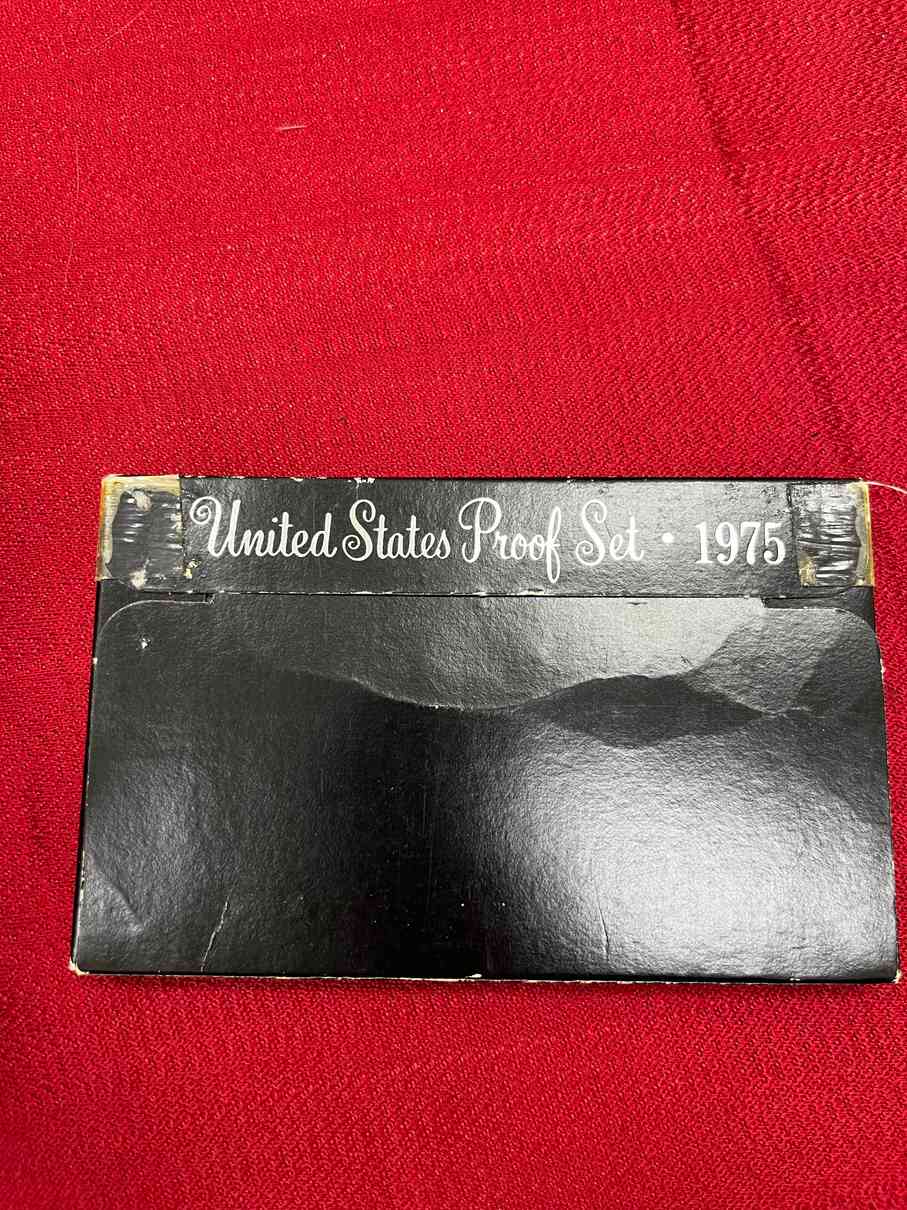 United States Proof Set • 1975